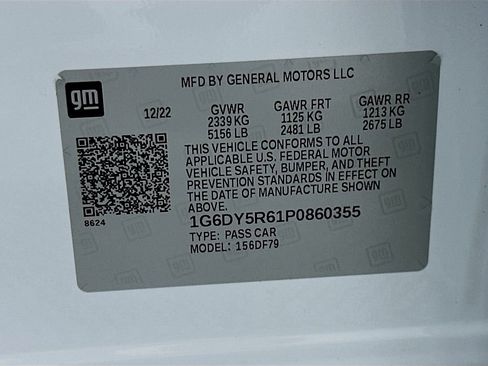 gm
MFD BY GENERAL MOTORS LLC
12/22 GVWR GAWR FRT GAWR RR
2339 KG 1125 KG 1213 KG
5156 LB 2481 LB 2675 LB
THIS VEHICLE CONFORMS TO ALL
APPLICABLE U.S. FEDERAL MOTOR
VEHICLE SAFETY, BUMPER, AND THEFT
PREVENTION STANDARDS IN EFFECT ON
THE DATE OF MANUFACTURE SHOWN
ABOVE.
8624
1G6DY5R61P0860355
TYPE: PASS CAR
MODEL: 156DF79